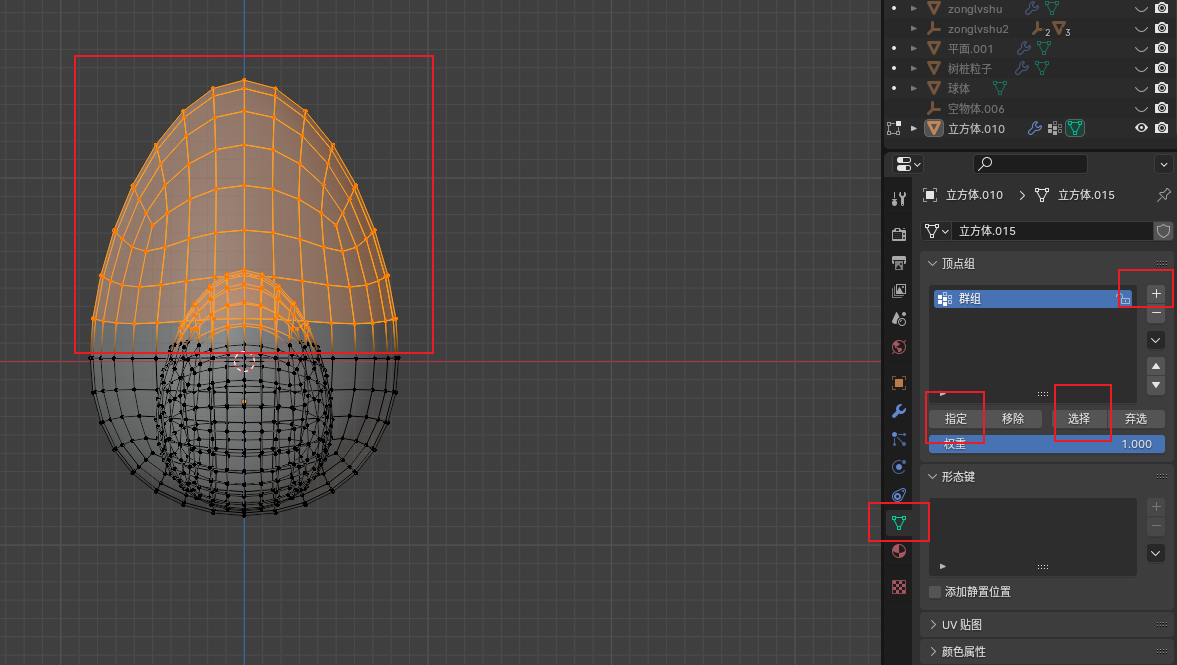 zonglvshu
zonglvshu2 2 3
平面.001
树桩粒子
球体
空物体.006
立方体.010
立方体.010 立方体.015
立方体.015
顶点组
群组
指定 移除 选择 弃选
权重 1.000
形态键
添加静置位置
UV 贴图
颜色属性